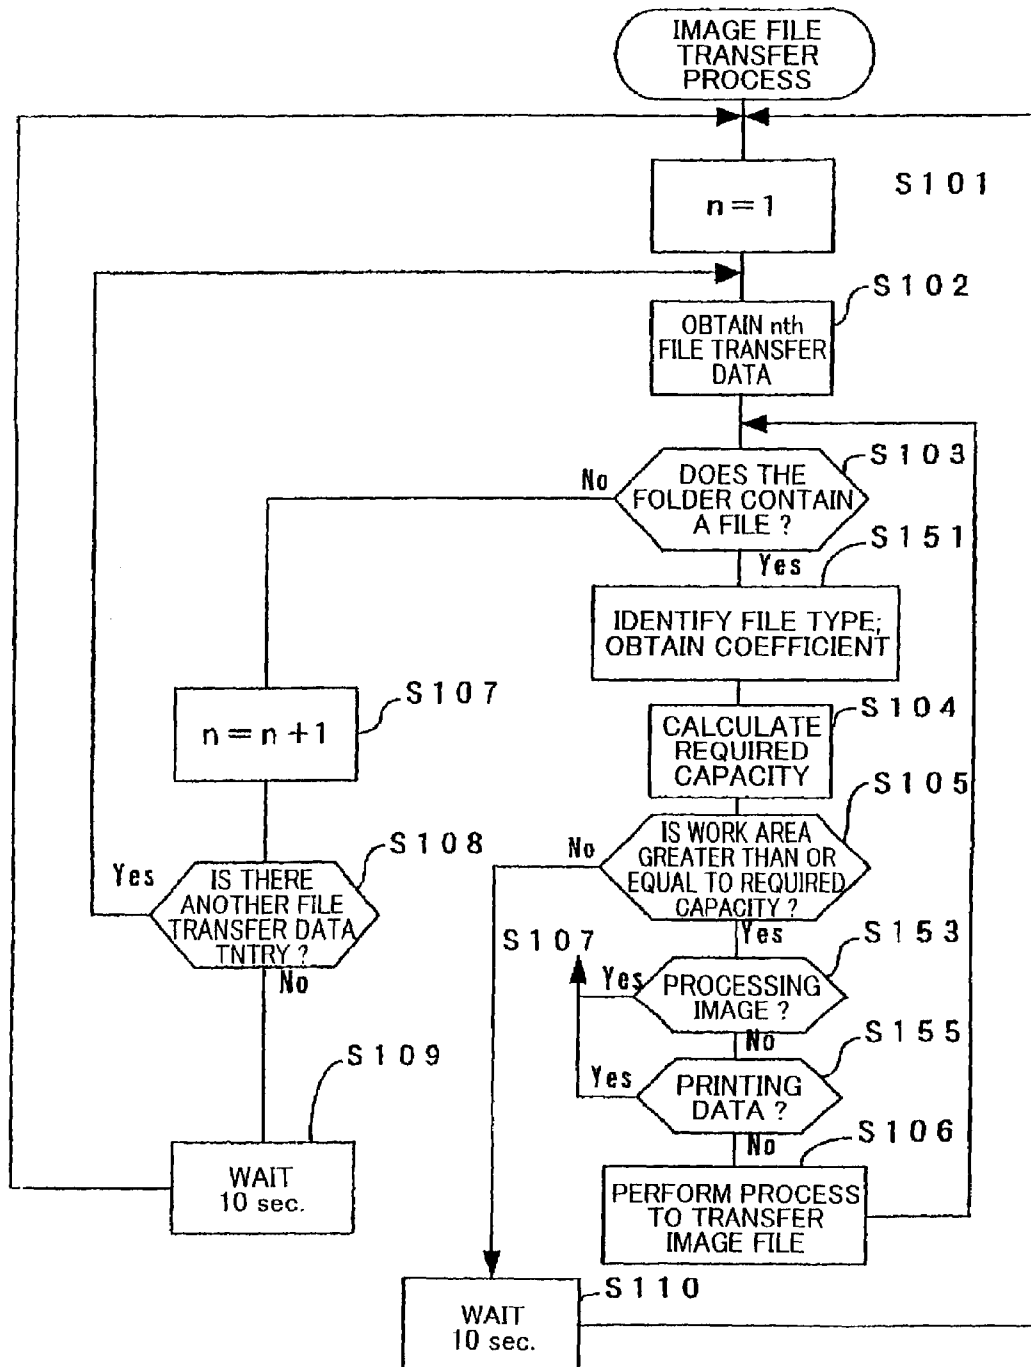 IMAGE FILE
TRANSFER
PROCESS
S101
n=1
S102
OBTAIN nth
FILE TRANSFER
DATA
S103
No
DOES THE
FOLDER CONTAIN
A FILE ?
S151
Yes
IDENTIFY FILE TYPE;
OBTAIN COEFFICIENT
S107
n=n+1
S104
CALCULATE
REQUIRED
CAPACITY
S105
No
IS WORK AREA
GREATER THAN OR
EQUAL TO REQUIRED
CAPACITY ?
Yes
S108
Yes
IS THERE
ANOTHER FILE
TRANSFER DATA
TNTRY ?
No
S107
S153
Yes
PROCESSING
IMAGE ?
No
S155
Yes
PRINTING
DATA ?
No
S109
WAIT
10 sec.
S106
PERFORM PROCESS
TO TRANSFER
IMAGE FILE
S110
WAIT
10 sec.